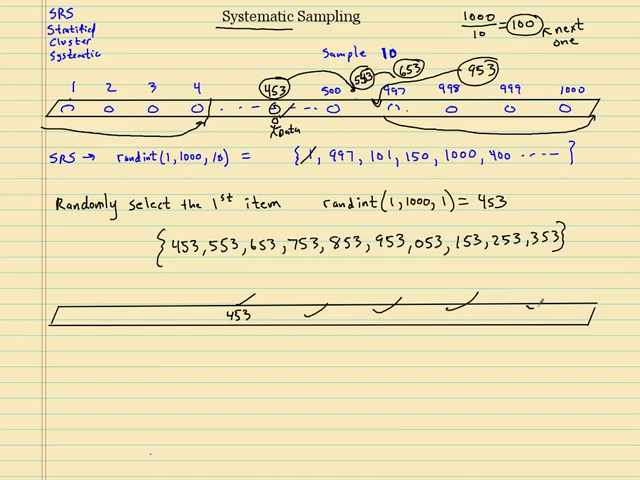 SRS
Stratified
Cluster
Systematic
Systematic Sampling
1000
10
= 100
next
one
Sample 10
453
553
653
953
1 2 3 4 500 997 998 999 1000
Data
SRS → randint(1,1000,10) = {1, 997, 101, 150, 1000, 400 ----- }
Randomly select the 1st item randint(1,1000,1) = 453
{453,553,653,753,853,953,053,153,253,353}
453